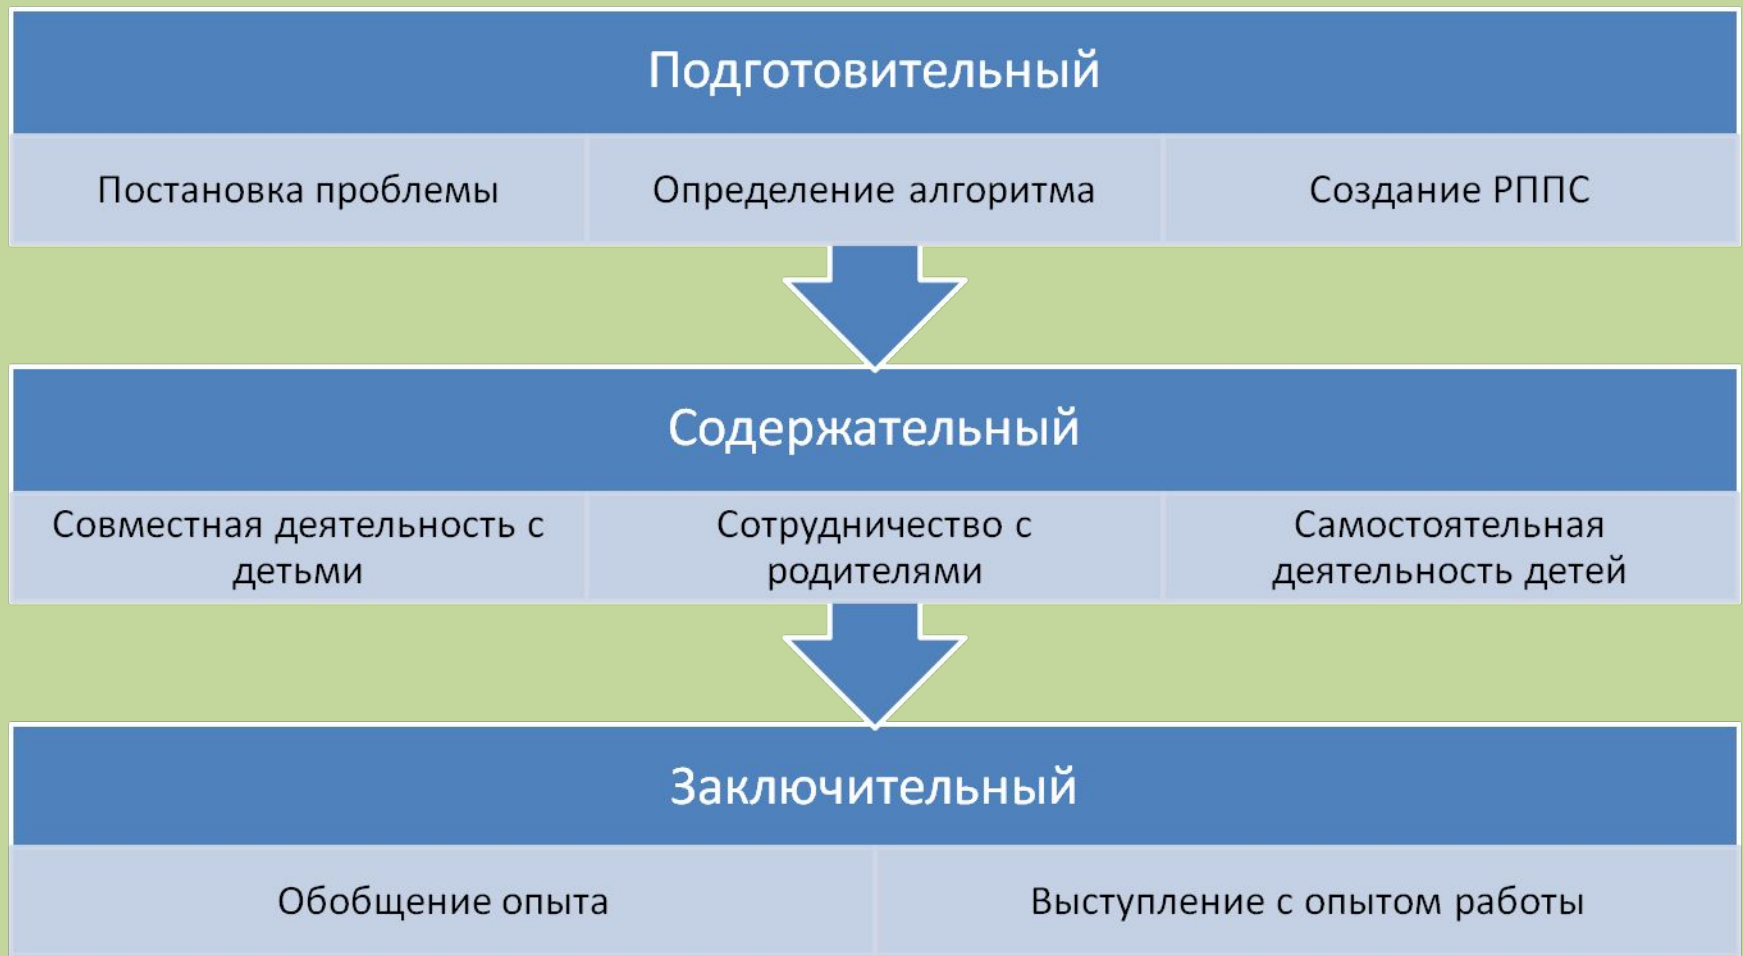 Подготовительный
Постановка проблемы
Определение алгоритма
Создание РППС
Содержательный
Совместная деятельность с
детьми
Сотрудничество с
родителями
Самостоятельная
деятельность детей
Заключительный
Обобщение опыта
Выступление с опытом работы